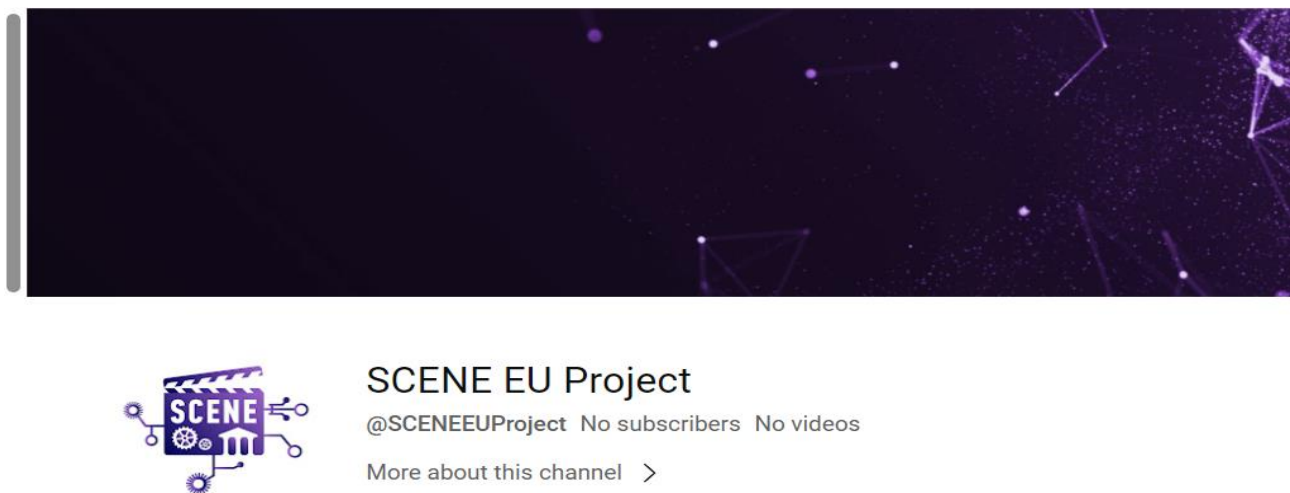 SCENE EU Project
SCENE
@SCENEEUProject No subscribers No videos
More about this channel >